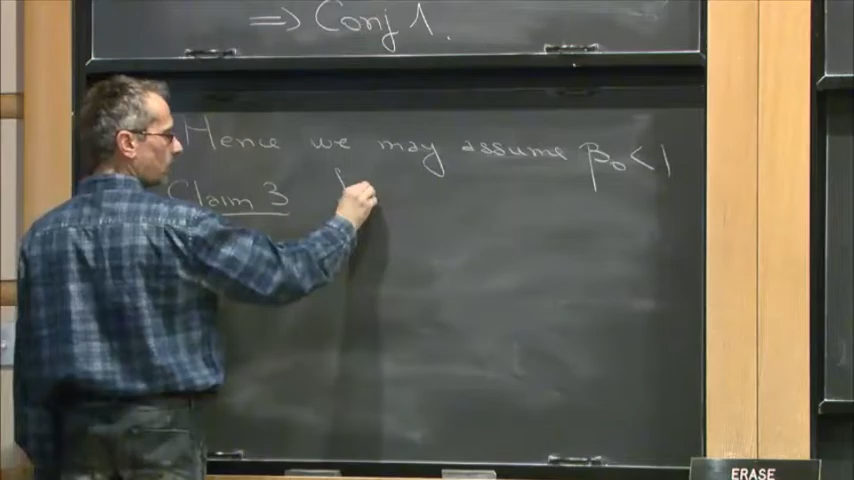 => Conj 1.
Hence we may assume β₀ < 1
Claim 3
ERASE